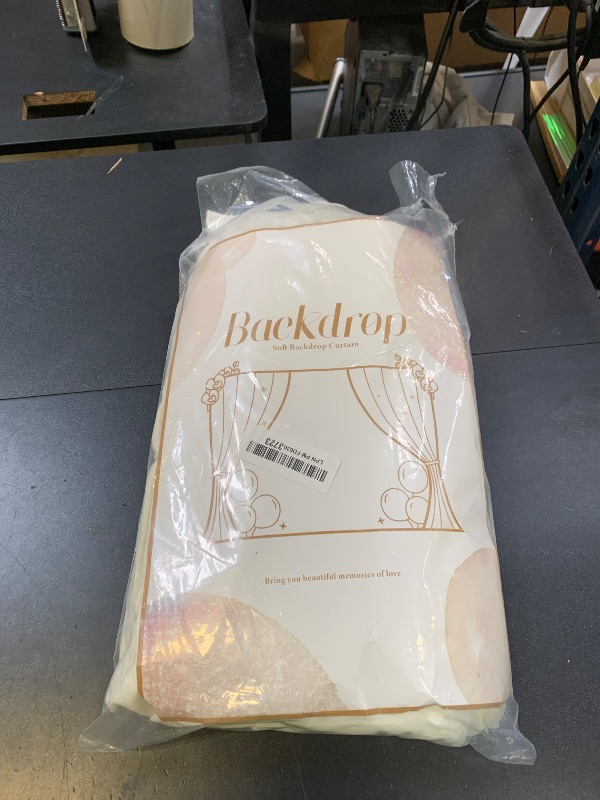 Backdrop
Soft Backdrop Curtain
Bring you beautiful memories of love